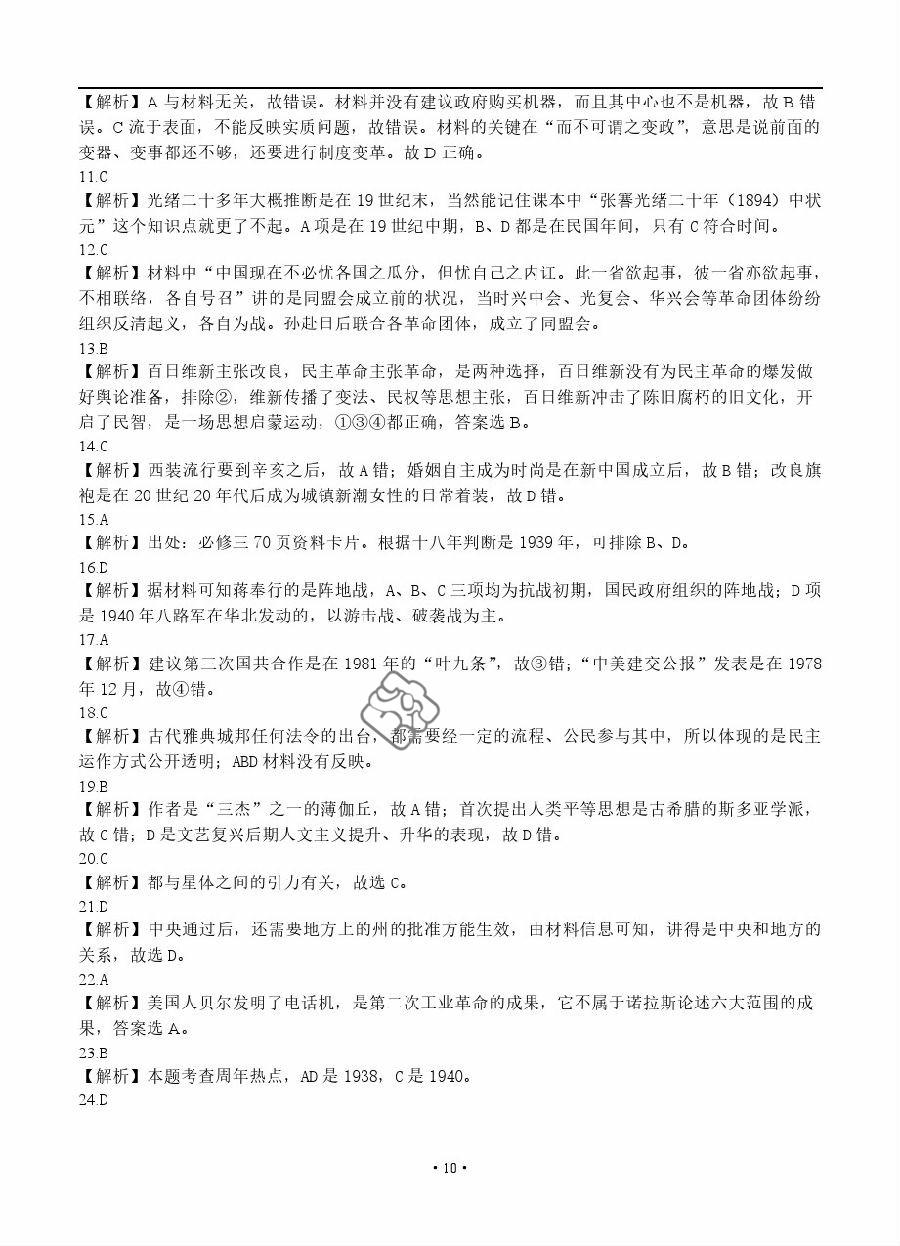 【解析】A 与材料无关，故错误。材料并没有建议政府购买机器，而且其中心也不是机器，故 B 错
误。C 流于表面，不能反映实质问题，故错误。材料的关键在“而不可谓之变政”，意思是说前面的
变器、变事都还不够，还要进行制度变革。故 D 正确。
11.C
【解析】光绪二十多年大概推断是在 19 世纪末，当然能记住课本中“张謇光绪二十年（1894）中状
元”这个知识点就更了不起。A 项是在 19 世纪中期，B、D 都是在民国年间，只有 C 符合时间。
12.C
【解析】材料中“中国现在不必忧各国之瓜分，但忧自己之内讧。此一省欲起事，彼一省亦欲起事，
不相联络，各自号召”讲的是同盟会成立前的状况，当时兴中会、光复会、华兴会等革命团体纷纷
组织反清起义，各自为战。孙赴日后联合各革命团体，成立了同盟会。
13.B
【解析】百日维新主张改良，民主革命主张革命，是两种选择，百日维新没有为民主革命的爆发做
好舆论准备，排除②；维新传播了变法、民权等思想主张，百日维新冲击了陈旧腐朽的旧文化，开
启了民智，是一场思想启蒙运动，①③④都正确，答案选 B。
14.C
【解析】西装流行要到辛亥之后，故 A 错；婚姻自主成为时尚是在新中国成立后，故 B 错；改良旗
袍是在 20 世纪 20 年代后成为城镇新潮女性的日常着装，故 D 错。
15.A
【解析】出处：必修三 70 页资料卡片。根据十八年判断是 1939 年，可排除 B、D。
16.D
【解析】据材料可知蒋奉行的是阵地战，A、B、C 三项均为抗战初期，国民政府组织的阵地战；D 项
是 1940 年八路军在华北发动的，以游击战、破袭战为主。
17.A
【解析】建议第三次国共合作是在 1981 年的“叶九条”，故③错；“中美建交公报”发表是在 1978
年 12 月，故④错。
18.C
【解析】古代雅典城邦任何法令的出台，都需要经一定的流程、公民参与其中，所以体现的是民主
运作方式公开透明；ABD 材料没有反映。
19.B
【解析】作者是“三杰”之一的薄伽丘，故 A 错；首次提出人类平等思想是古希腊的斯多亚学派，
故 C 错；D 是文艺复兴后期人文主义提升、升华的表现，故 D 错。
20.C
【解析】都与星体之间的引力有关，故选 C。
21.D
【解析】中央通过后，还需要地方上的州的批准方能生效，由材料信息可知，讲得是中央和地方的
关系，故选 D。
22.A
【解析】美国人贝尔发明了电话机，是第二次工业革命的成果，它不属于诺拉斯论述六大范围的成
果，答案选 A。
23.B
【解析】本题考查周年热点，AD 是 1938，C 是 1940。
24.D
·10·